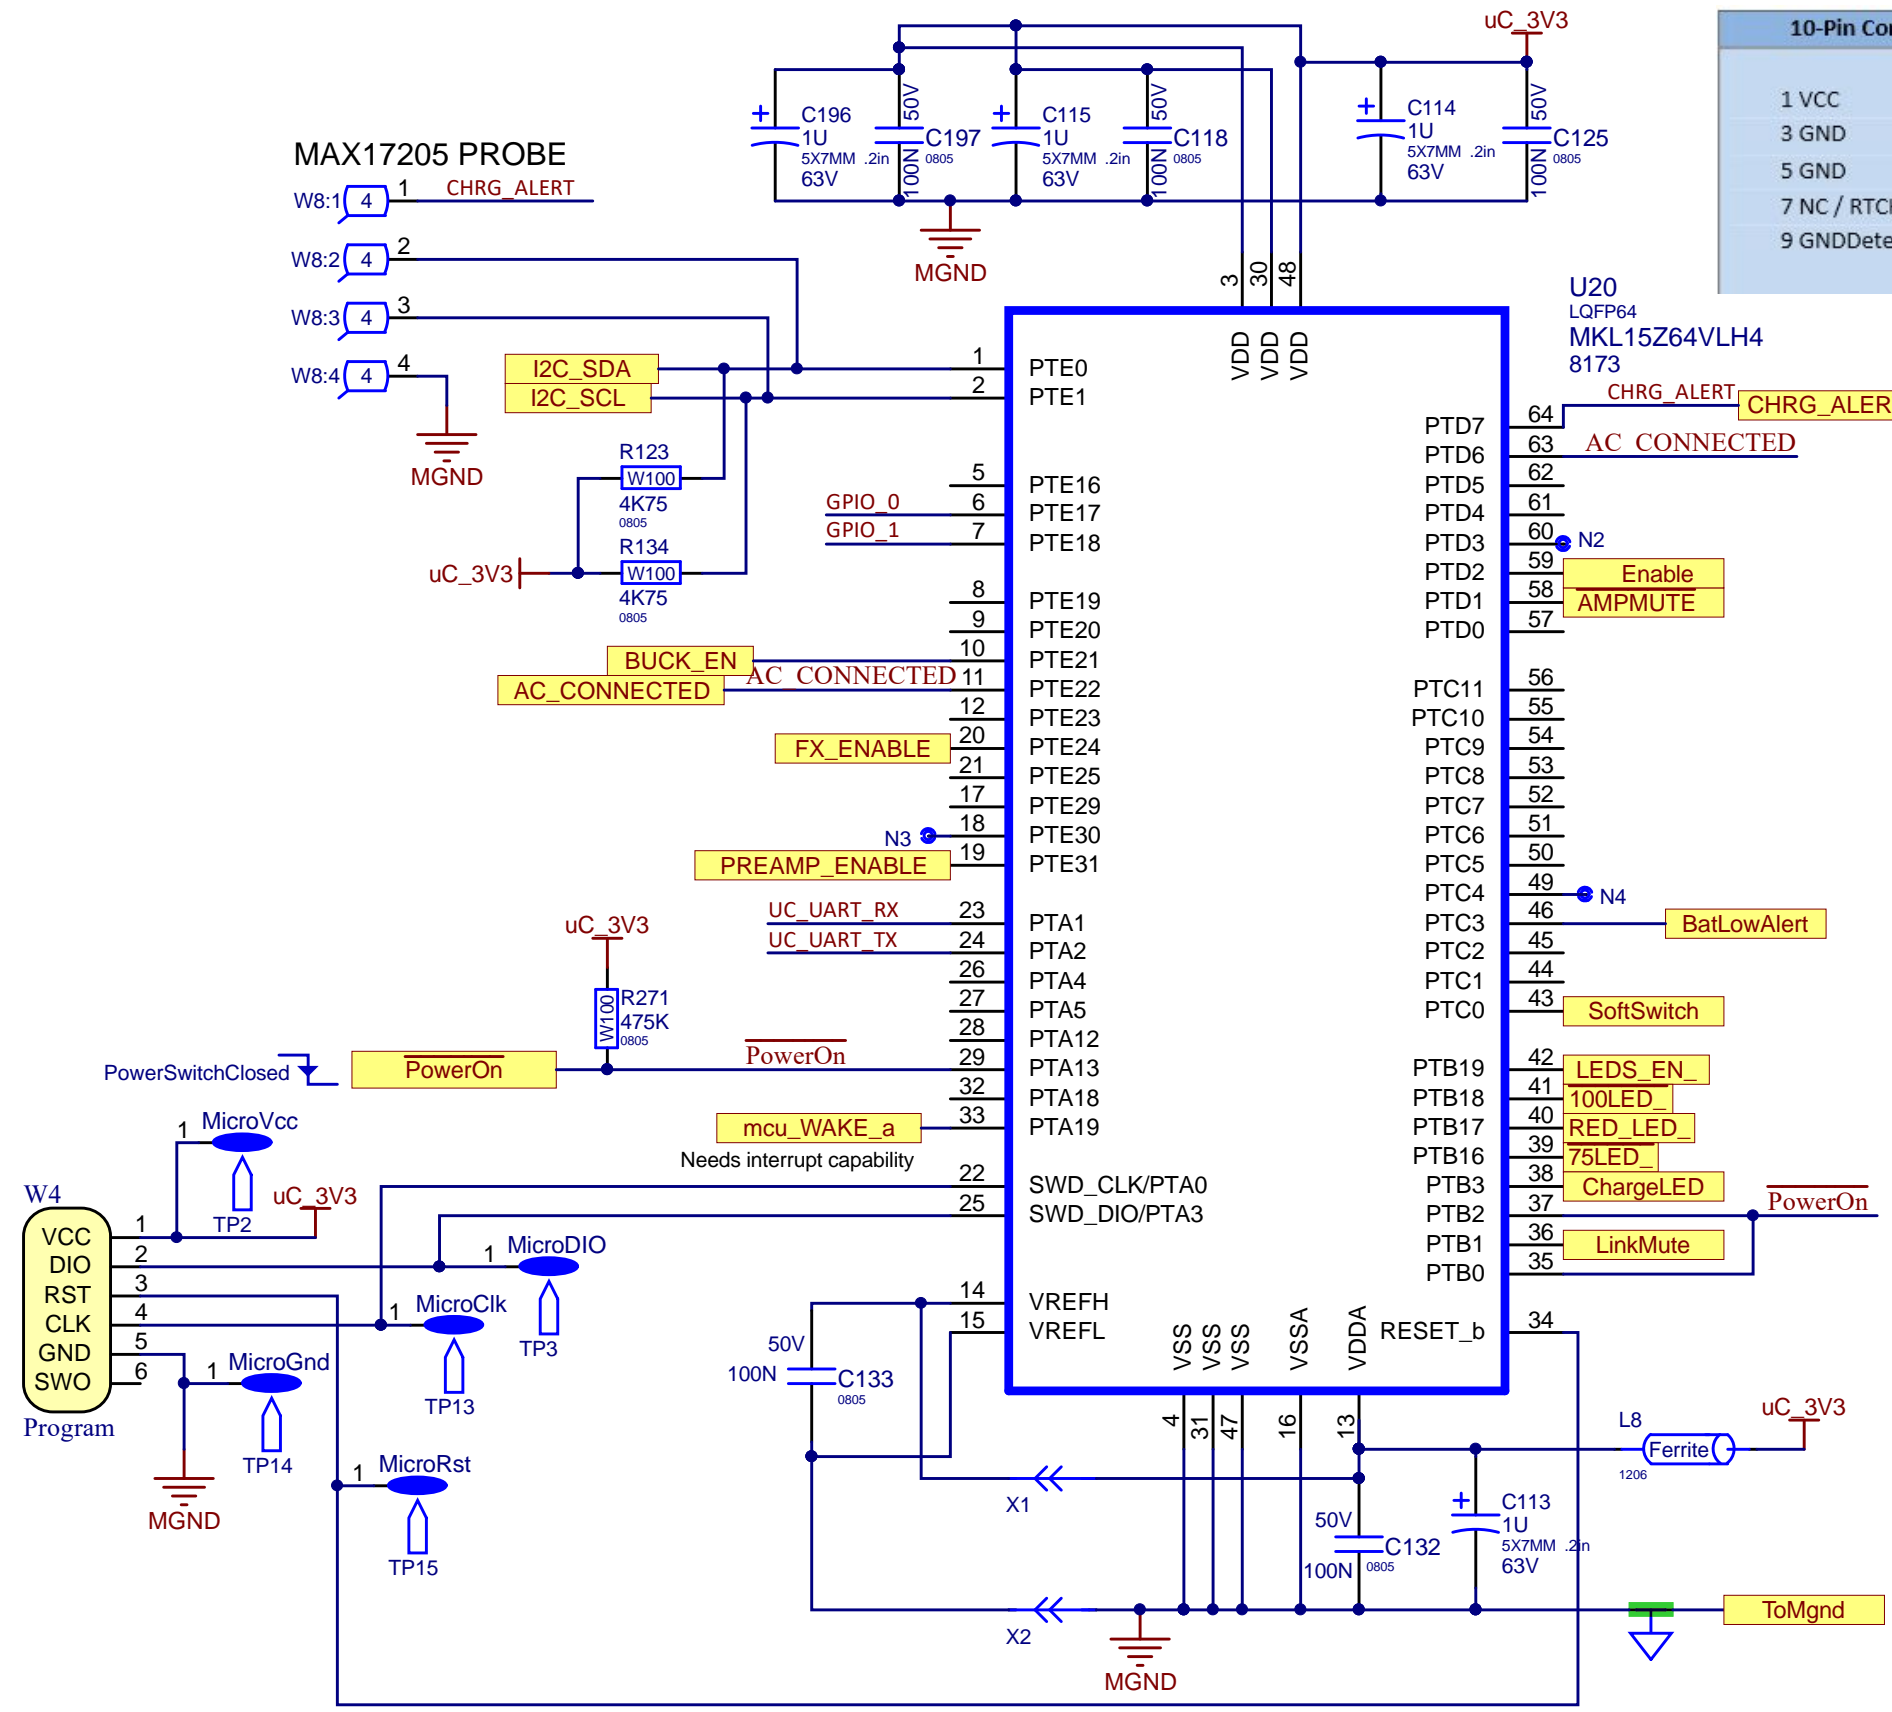 uC_3V3
10-Pin Con
1 VCC
3 GND
5 GND
7 NC / RTC
9 GNDDete
+
C196
1U
5X7MM .2in
63V
50V
C197
0805
100N
+
C115
1U
5X7MM .2in
63V
50V
C118
0805
100N
+
C114
1U
5X7MM .2in
63V
50V
C125
0805
100N
MGND
MAX17205 PROBE
W8:1 4 1 CHRG_ALERT
W8:2 4 2
W8:3 4 3
W8:4 4 4
MGND
I2C_SDA
I2C_SCL
R123
W100
4K75
0805
R134
W100
4K75
0805
uC_3V3
GPIO_0
GPIO_1
BUCK_EN
AC_CONNECTED
AC_CONNECTED
FX_ENABLE
N3
PREAMP_ENABLE
UC_UART_RX
UC_UART_TX
uC_3V3
R271
W100
475K
0805
PowerSwitchClosed
PowerOn
PowerOn
mcu_WAKE_a
Needs interrupt capability
U20
LQFP64
MKL15Z64VLH4
8173
3 VDD
30 VDD
48 VDD
1 PTE0
2 PTE1
5 PTE16
6 PTE17
7 PTE18
8 PTE19
9 PTE20
10 PTE21
11 PTE22
12 PTE23
20 PTE24
21 PTE25
17 PTE29
18 PTE30
19 PTE31
23 PTA1
24 PTA2
26 PTA4
27 PTA5
28 PTA12
29 PTA13
32 PTA18
33 PTA19
22 SWD_CLK/PTA0
25 SWD_DIO/PTA3
14 VREFH
15 VREFL
PTD7 64 CHRG_ALERT CHRG_ALER
PTD6 63 AC_CONNECTED
PTD5 62
PTD4 61
PTD3 60 N2
PTD2 59 Enable
PTD1 58 AMPMUTE
PTD0 57
PTC11 56
PTC10 55
PTC9 54
PTC8 53
PTC7 52
PTC6 51
PTC5 50
PTC4 49 N4
PTC3 46 BatLowAlert
PTC2 45
PTC1 44
PTC0 43 SoftSwitch
PTB19 42 LEDS_EN_
PTB18 41 100LED_
PTB17 40 RED_LED_
PTB16 39 75LED_
PTB3 38 ChargeLED
PTB2 37 PowerOn
PTB1 36 LinkMute
PTB0 35
RESET_b 34
VSS 4
VSS 31
VSS 47
VSSA 16
VDDA 13
W4
VCC 1
DIO 2
RST 3
CLK 4
GND 5
SWO 6
Program
1 MicroVcc
TP2
uC_3V3
1 MicroDIO
TP3
1 MicroClk
TP13
1 MicroGnd
TP14
MGND
1 MicroRst
TP15
50V
100N
C133
0805
X1
X2
50V
C132
100N
0805
+
C113
1U
5X7MM .2in
63V
L8
Ferrite
1206
uC_3V3
ToMgnd
MGND